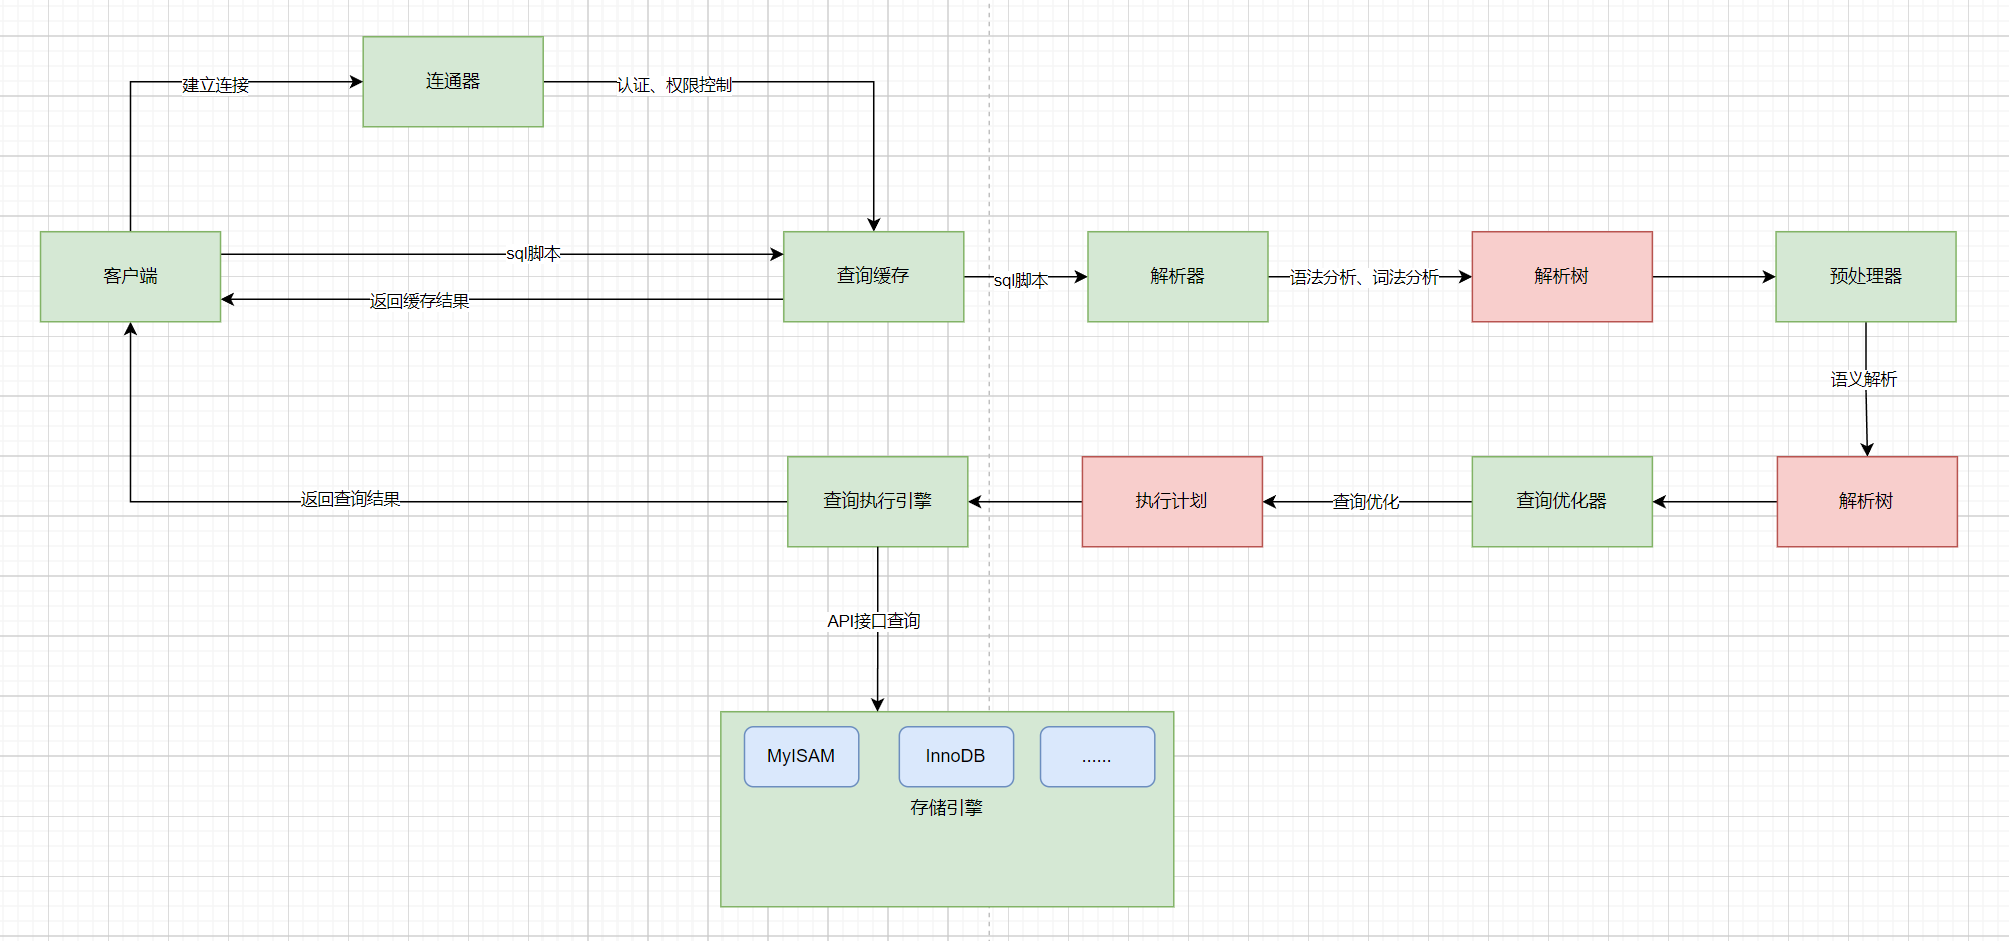 连通器
建立连接
认证、权限控制
客户端
sql脚本
返回缓存结果
查询缓存
sql脚本
解析器
语法分析、词法分析
解析树
预处理器
语义解析
返回查询结果
查询执行引擎
执行计划
查询优化
查询优化器
解析树
API接口查询
MyISAM
InnoDB
......
存储引擎